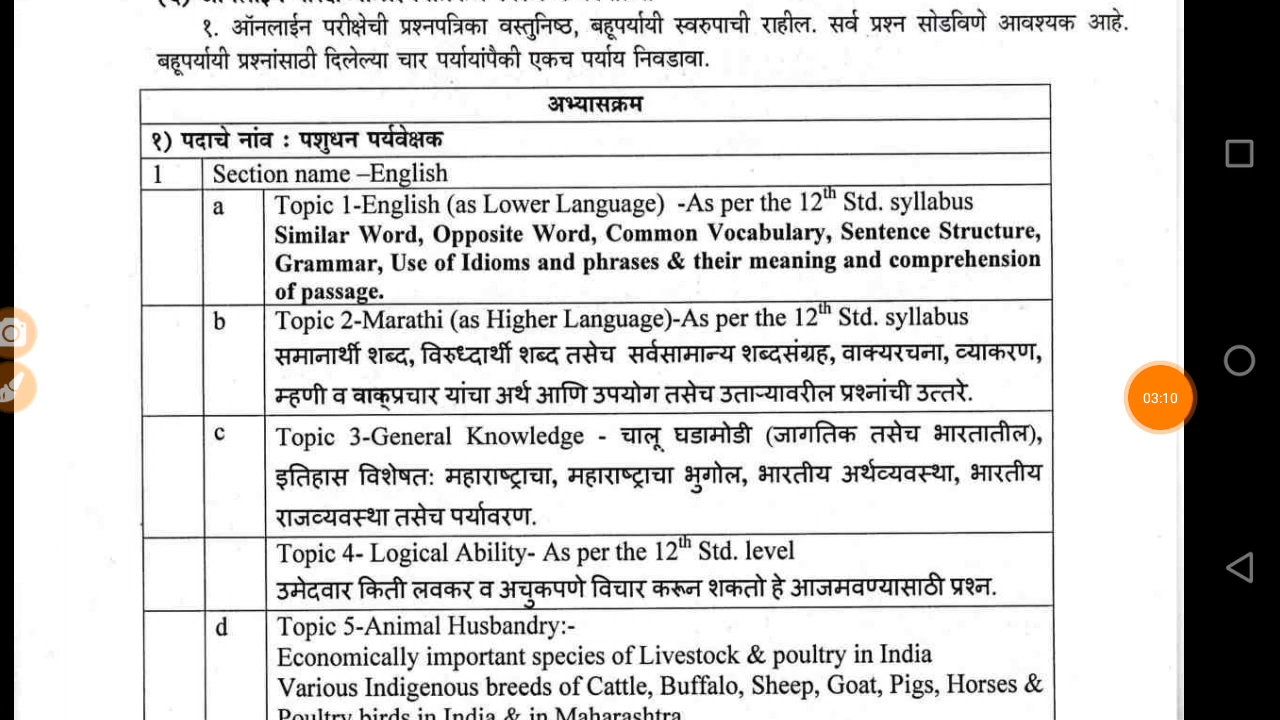 १. ऑनलाईन परीक्षेची प्रश्नपत्रिका वस्तुनिष्ठ, बहूपर्यायी स्वरुपाची राहील. सर्व प्रश्न सोडविणे आवश्यक आहे.
बहूपर्यायी प्रश्नांसाठी दिलेल्या चार पर्यायांपैकी एकच पर्याय निवडावा.
अभ्यासक्रम
१) पदाचे नांव : पशुधन पर्यवेक्षक
1 Section name –English
a Topic 1-English (as Lower Language) -As per the 12th Std. syllabus
Similar Word, Opposite Word, Common Vocabulary, Sentence Structure,
Grammar, Use of Idioms and phrases & their meaning and comprehension
of passage.
b Topic 2-Marathi (as Higher Language)-As per the 12th Std. syllabus
समानार्थी शब्द, विरुध्दार्थी शब्द तसेच सर्वसामान्य शब्दसंग्रह, वाक्यरचना, व्याकरण,
म्हणी व वाक्‌प्रचार यांचा अर्थ आणि उपयोग तसेच उताऱ्यावरील प्रश्नांची उत्तरे.
c Topic 3-General Knowledge - चालू घडामोडी (जागतिक तसेच भारतातील),
इतिहास विशेषतः महाराष्ट्राचा, महाराष्ट्राचा भुगोल, भारतीय अर्थव्यवस्था, भारतीय
राजव्यवस्था तसेच पर्यावरण.
Topic 4- Logical Ability- As per the 12th Std. level
उमेदवार किती लवकर व अचुकपणे विचार करून शकतो हे आजमवण्यासाठी प्रश्न.
d Topic 5-Animal Husbandry:-
Economically important species of Livestock & poultry in India
Various Indigenous breeds of Cattle, Buffalo, Sheep, Goat, Pigs, Horses &
Poultry birds in India & in Maharashtra
03:10